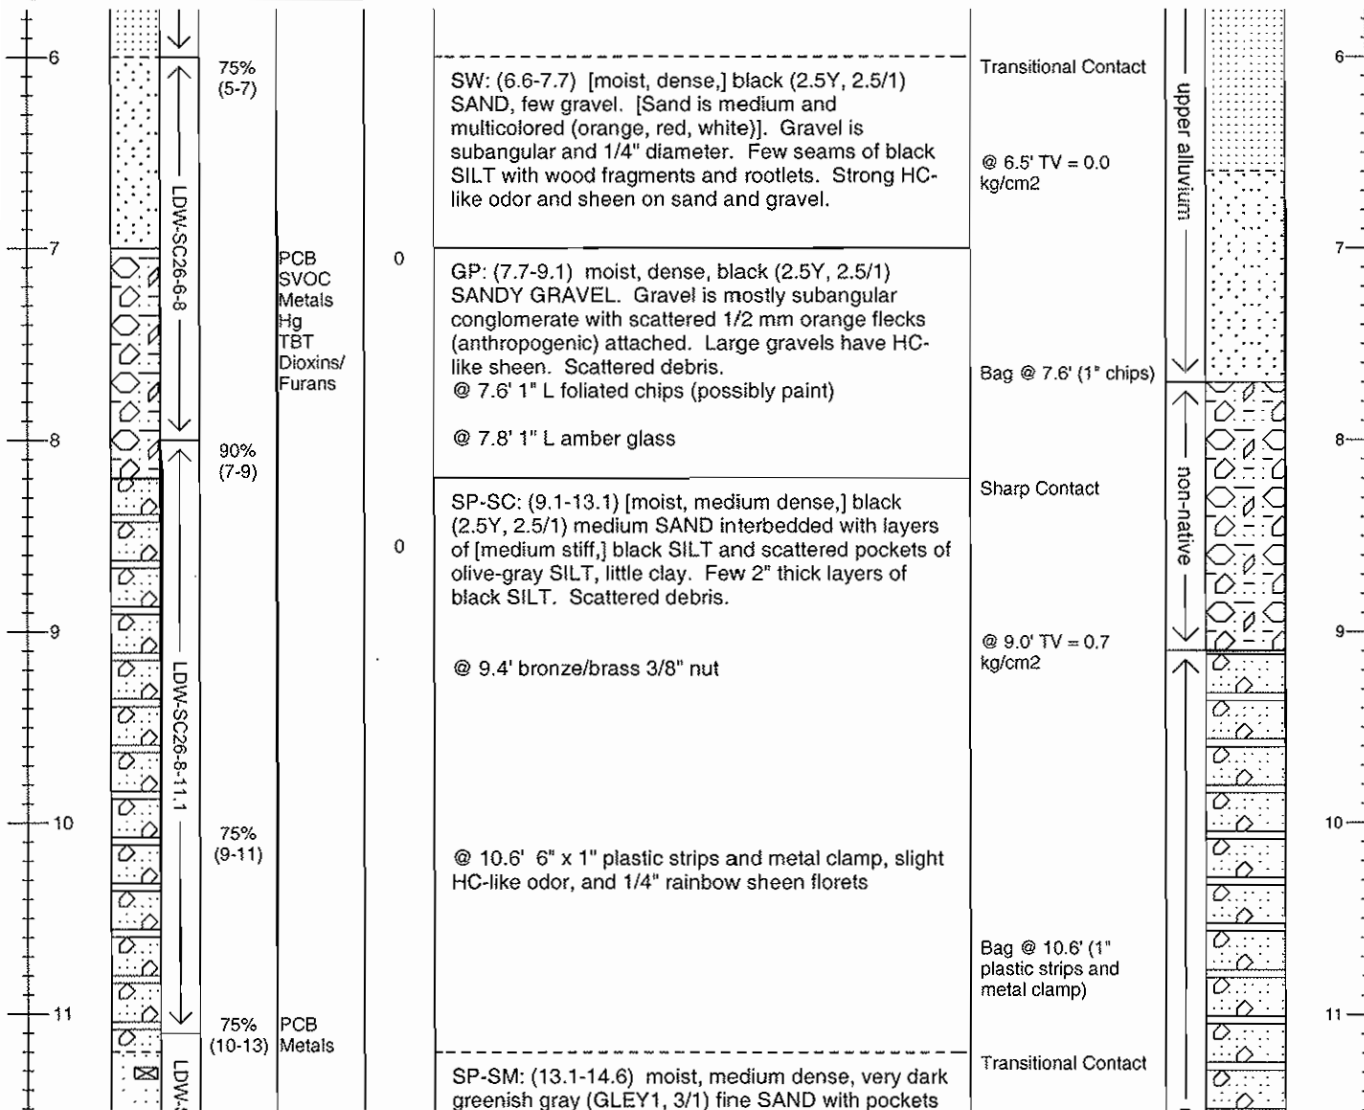 6
75%
(5-7)
SW: (6.6-7.7) [moist, dense,] black (2.5Y, 2.5/1)
SAND, few gravel. [Sand is medium and
multicolored (orange, red, white)]. Gravel is
subangular and 1/4" diameter. Few seams of black
SILT with wood fragments and rootlets. Strong HC-
like odor and sheen on sand and gravel.
Transitional Contact
@ 6.5' TV = 0.0
kg/cm2
upper alluvium
6
LDW-SC26-6-8
7
PCB
SVOC
Metals
Hg
TBT
Dioxins/
Furans
0
GP: (7.7-9.1) moist, dense, black (2.5Y, 2.5/1)
SANDY GRAVEL. Gravel is mostly subangular
conglomerate with scattered 1/2 mm orange flecks
(anthropogenic) attached. Large gravels have HC-
like sheen. Scattered debris.
@ 7.6' 1" L foliated chips (possibly paint)
@ 7.8' 1" L amber glass
Bag @ 7.6' (1" chips)
7
8
90%
(7-9)
0
SP-SC: (9.1-13.1) [moist, medium dense,] black
(2.5Y, 2.5/1) medium SAND interbedded with layers
of [medium stiff,] black SILT and scattered pockets of
olive-gray SILT, little clay. Few 2" thick layers of
black SILT. Scattered debris.
Sharp Contact
non-native
8
9
LDW-SC26-8-11.1
@ 9.4' bronze/brass 3/8" nut
@ 9.0' TV = 0.7
kg/cm2
9
10
75%
(9-11)
@ 10.6' 6" x 1" plastic strips and metal clamp, slight
HC-like odor, and 1/4" rainbow sheen florets
10
Bag @ 10.6' (1"
plastic strips and
metal clamp)
11
75%
(10-13)
PCB
Metals
11
Transitional Contact
LDW-S
SP-SM: (13.1-14.6) moist, medium dense, very dark
greenish gray (GLEY1, 3/1) fine SAND with pockets